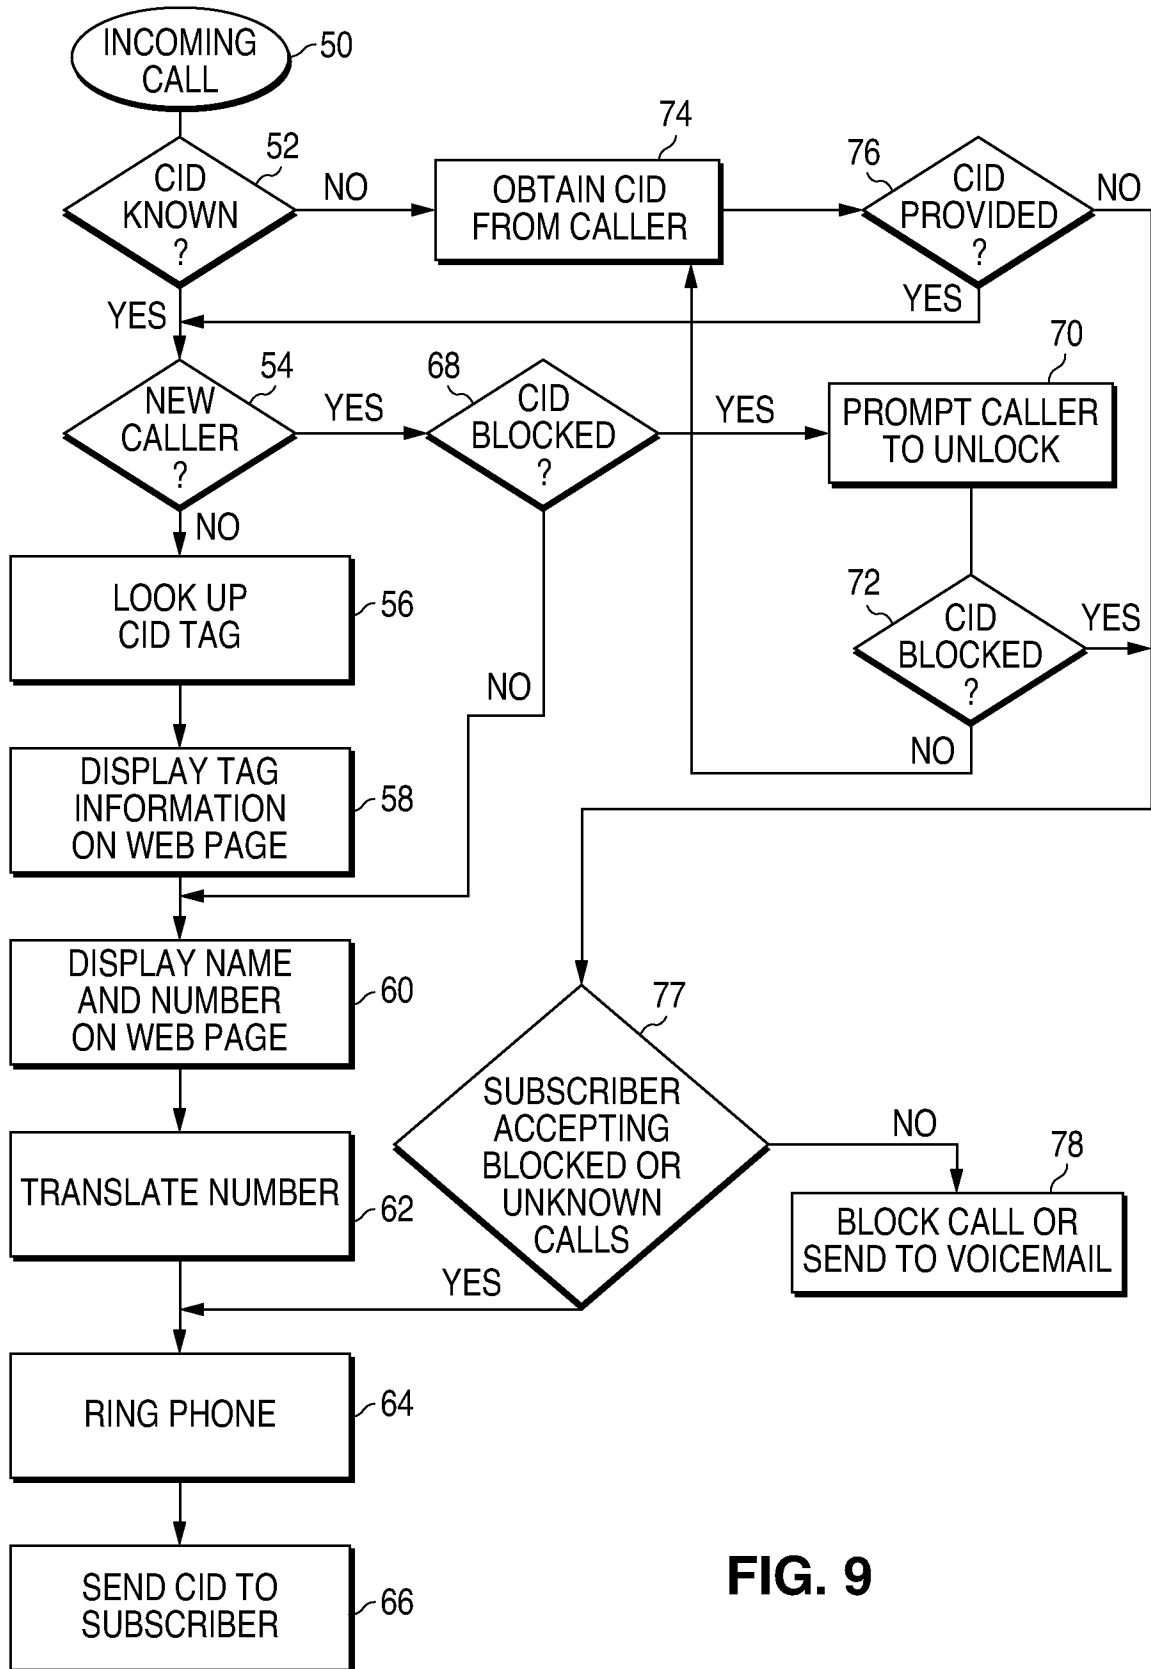 INCOMING
CALL
50
CID
KNOWN
?
52
NO
YES
OBTAIN CID
FROM CALLER
74
CID
PROVIDED
?
76
NO
YES
NEW
CALLER
?
54
YES
NO
CID
BLOCKED
?
68
YES
NO
PROMPT CALLER
TO UNLOCK
70
CID
BLOCKED
?
72
YES
NO
LOOK UP
CID TAG
56
DISPLAY TAG
INFORMATION
ON WEB PAGE
58
DISPLAY NAME
AND NUMBER
ON WEB PAGE
60
TRANSLATE NUMBER
62
SUBSCRIBER
ACCEPTING
BLOCKED OR
UNKNOWN
CALLS
77
NO
YES
BLOCK CALL OR
SEND TO VOICEMAIL
78
RING PHONE
64
SEND CID TO
SUBSCRIBER
66
FIG. 9